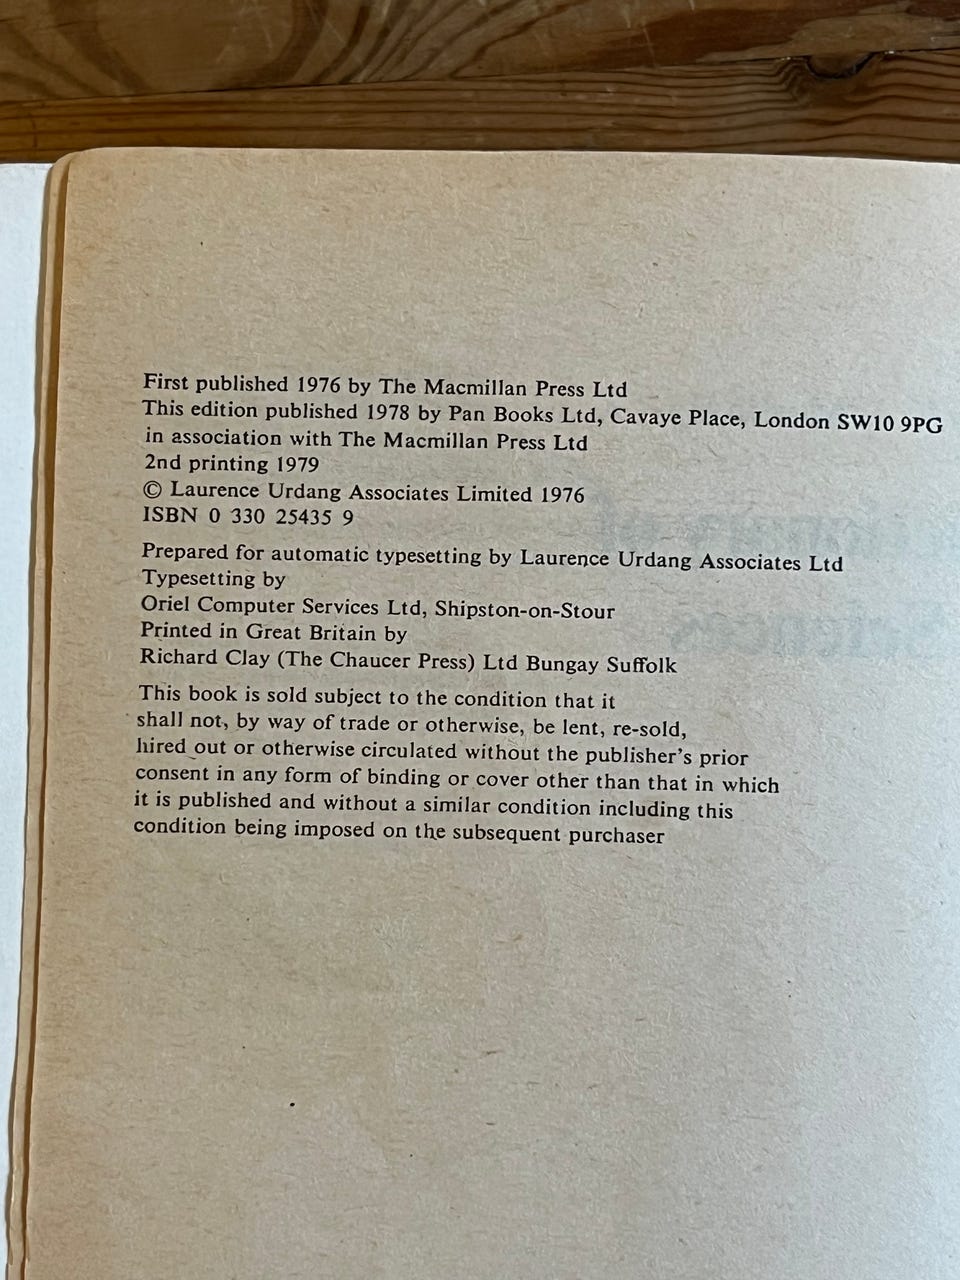 First published 1976 by The Macmillan Press Ltd
This edition published 1978 by Pan Books Ltd, Cavaye Place, London SW10 9PG
in association with The Macmillan Press Ltd
2nd printing 1979
© Laurence Urdang Associates Limited 1976
ISBN 0 330 25435 9
Prepared for automatic typesetting by Laurence Urdang Associates Ltd
Typesetting by
Oriel Computer Services Ltd, Shipston-on-Stour
Printed in Great Britain by
Richard Clay (The Chaucer Press) Ltd Bungay Suffolk
This book is sold subject to the condition that it
shall not, by way of trade or otherwise, be lent, re-sold,
hired out or otherwise circulated without the publisher's prior
consent in any form of binding or cover other than that in which
it is published and without a similar condition including this
condition being imposed on the subsequent purchaser